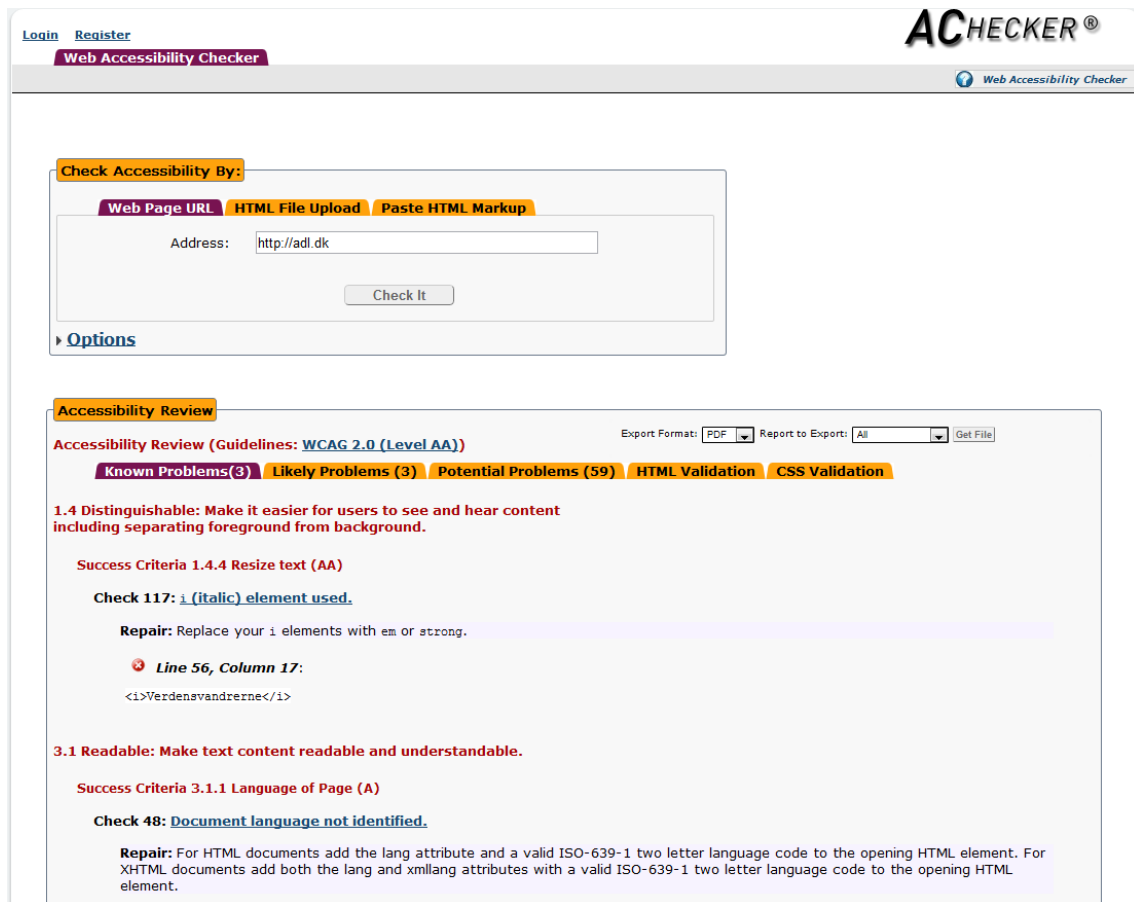 Login Register
ACHECKER ®
Web Accessibility Checker
Web Accessibility Checker
Check Accessibility By:
Web Page URL HTML File Upload Paste HTML Markup
Address: http://adl.dk
Check It
Options
Accessibility Review
Accessibility Review (Guidelines: WCAG 2.0 (Level AA)) Export Format: PDF Report to Export: All Get File
Known Problems(3) Likely Problems (3) Potential Problems (59) HTML Validation CSS Validation
1.4 Distinguishable: Make it easier for users to see and hear content
including separating foreground from background.
Success Criteria 1.4.4 Resize text (AA)
Check 117: i (italic) element used.
Repair: Replace your i elements with em or strong.
Line 56, Column 17:
<i>Verdensvandrerne</i>
3.1 Readable: Make text content readable and understandable.
Success Criteria 3.1.1 Language of Page (A)
Check 48: Document language not identified.
Repair: For HTML documents add the lang attribute and a valid ISO-639-1 two letter language code to the opening HTML element. For
XHTML documents add both the lang and xmllang attributes with a valid ISO-639-1 two letter language code to the opening HTML
element.